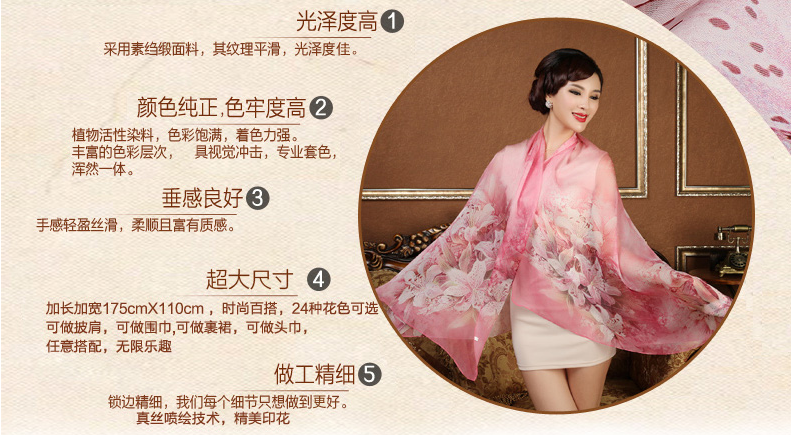 光泽度高 1
采用素绉缎面料，其纹理平滑，光泽度佳。
颜色纯正,色牢度高 2
植物活性染料，色彩饱满，着色力强。
丰富的色彩层次， 具视觉冲击，专业套色，
浑然一体。
垂感良好 3
手感轻盈丝滑，柔顺且富有质感。
超大尺寸 4
加长加宽175cmX110cm ，时尚百搭，24种花色可选
可做披肩，可做围巾,可做裹裙，可做头巾，
任意搭配，无限乐趣
做工精细 5
锁边精细，我们每个细节只想做到更好。
真丝喷绘技术，精美印花